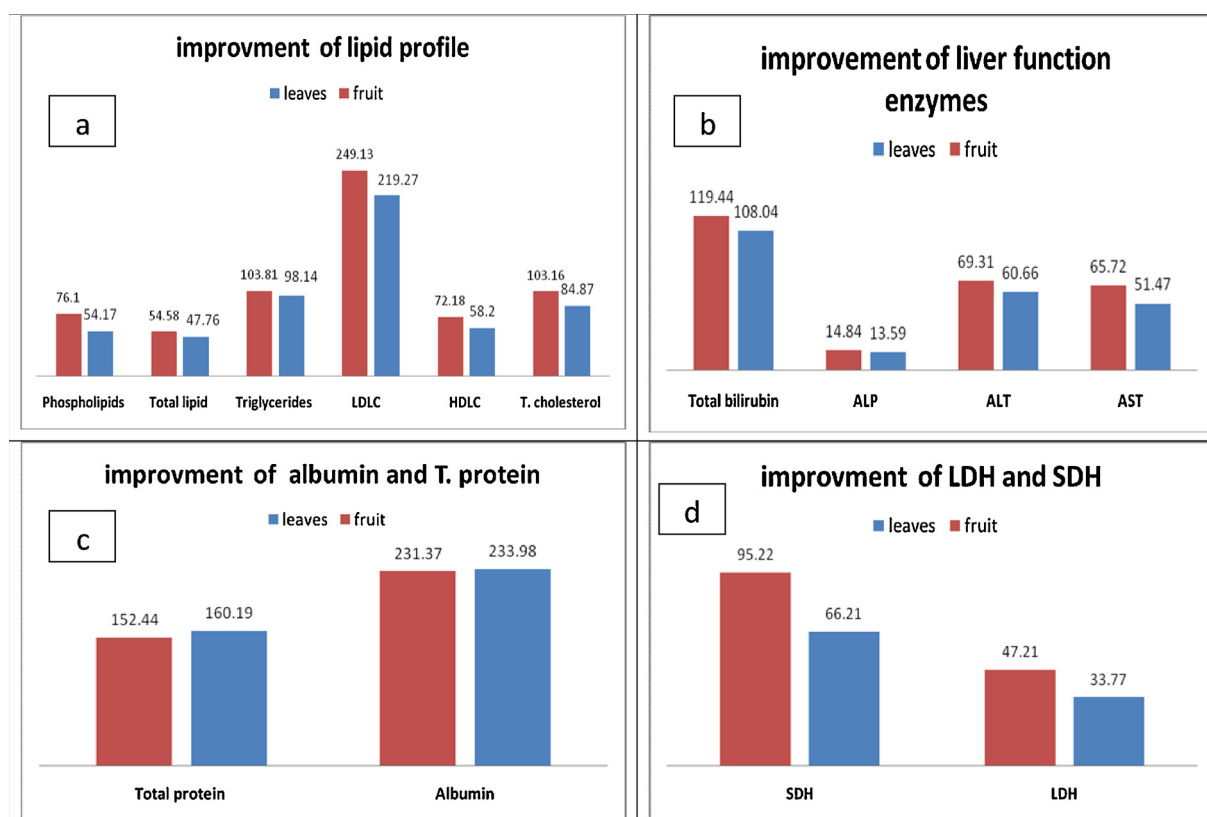 improvment of lipid profile
leaves fruit
a
249.13
219.27
103.81 98.14
103.16
84.87
76.1
54.17
54.58 47.76
72.18
58.2
Phospholipids Total lipid Triglycerides LDLC HDLC T. cholesterol
improvement of liver function
enzymes
leaves fruit
b
119.44
108.04
69.31
60.66
65.72
51.47
14.84 13.59
Total bilirubin ALP ALT AST
improvment of albumin and T. protein
leaves fruit
c
231.37 233.98
152.44 160.19
Total protein Albumin
improvment of LDH and SDH
leaves fruit
d
95.22
66.21
47.21
33.77
SDH LDH